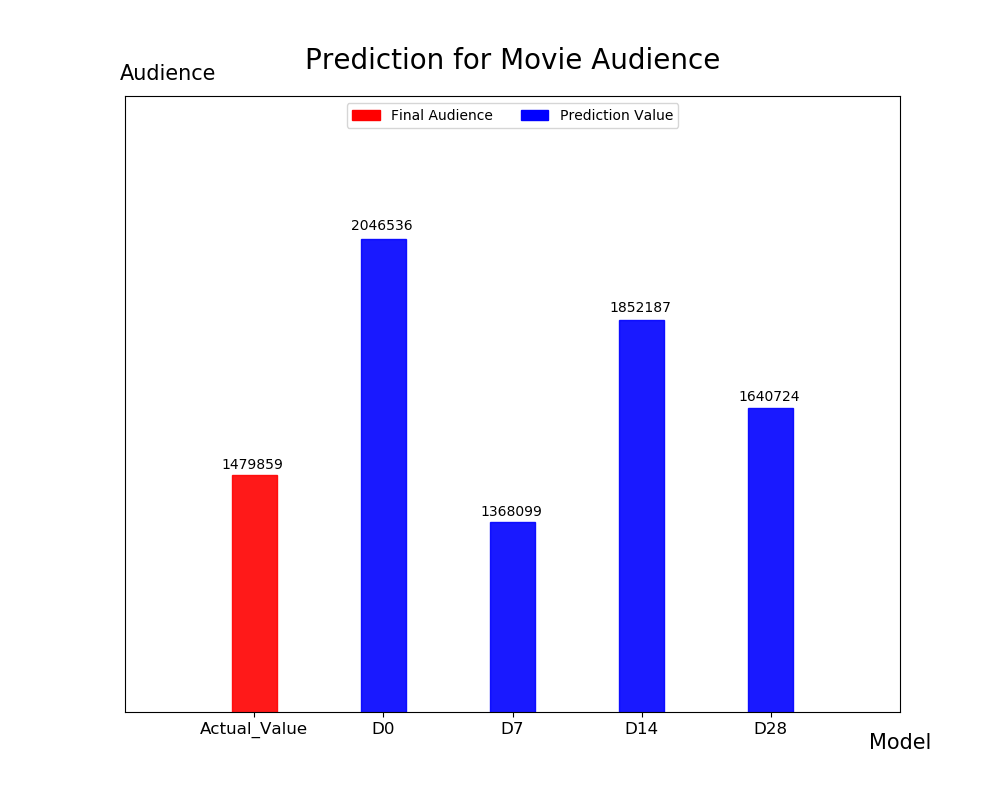 Prediction for Movie Audience
Audience
Final Audience
Prediction Value
2046536
1852187
1640724
1479859
1368099
Actual_Value
D0
D7
D14
D28
Model